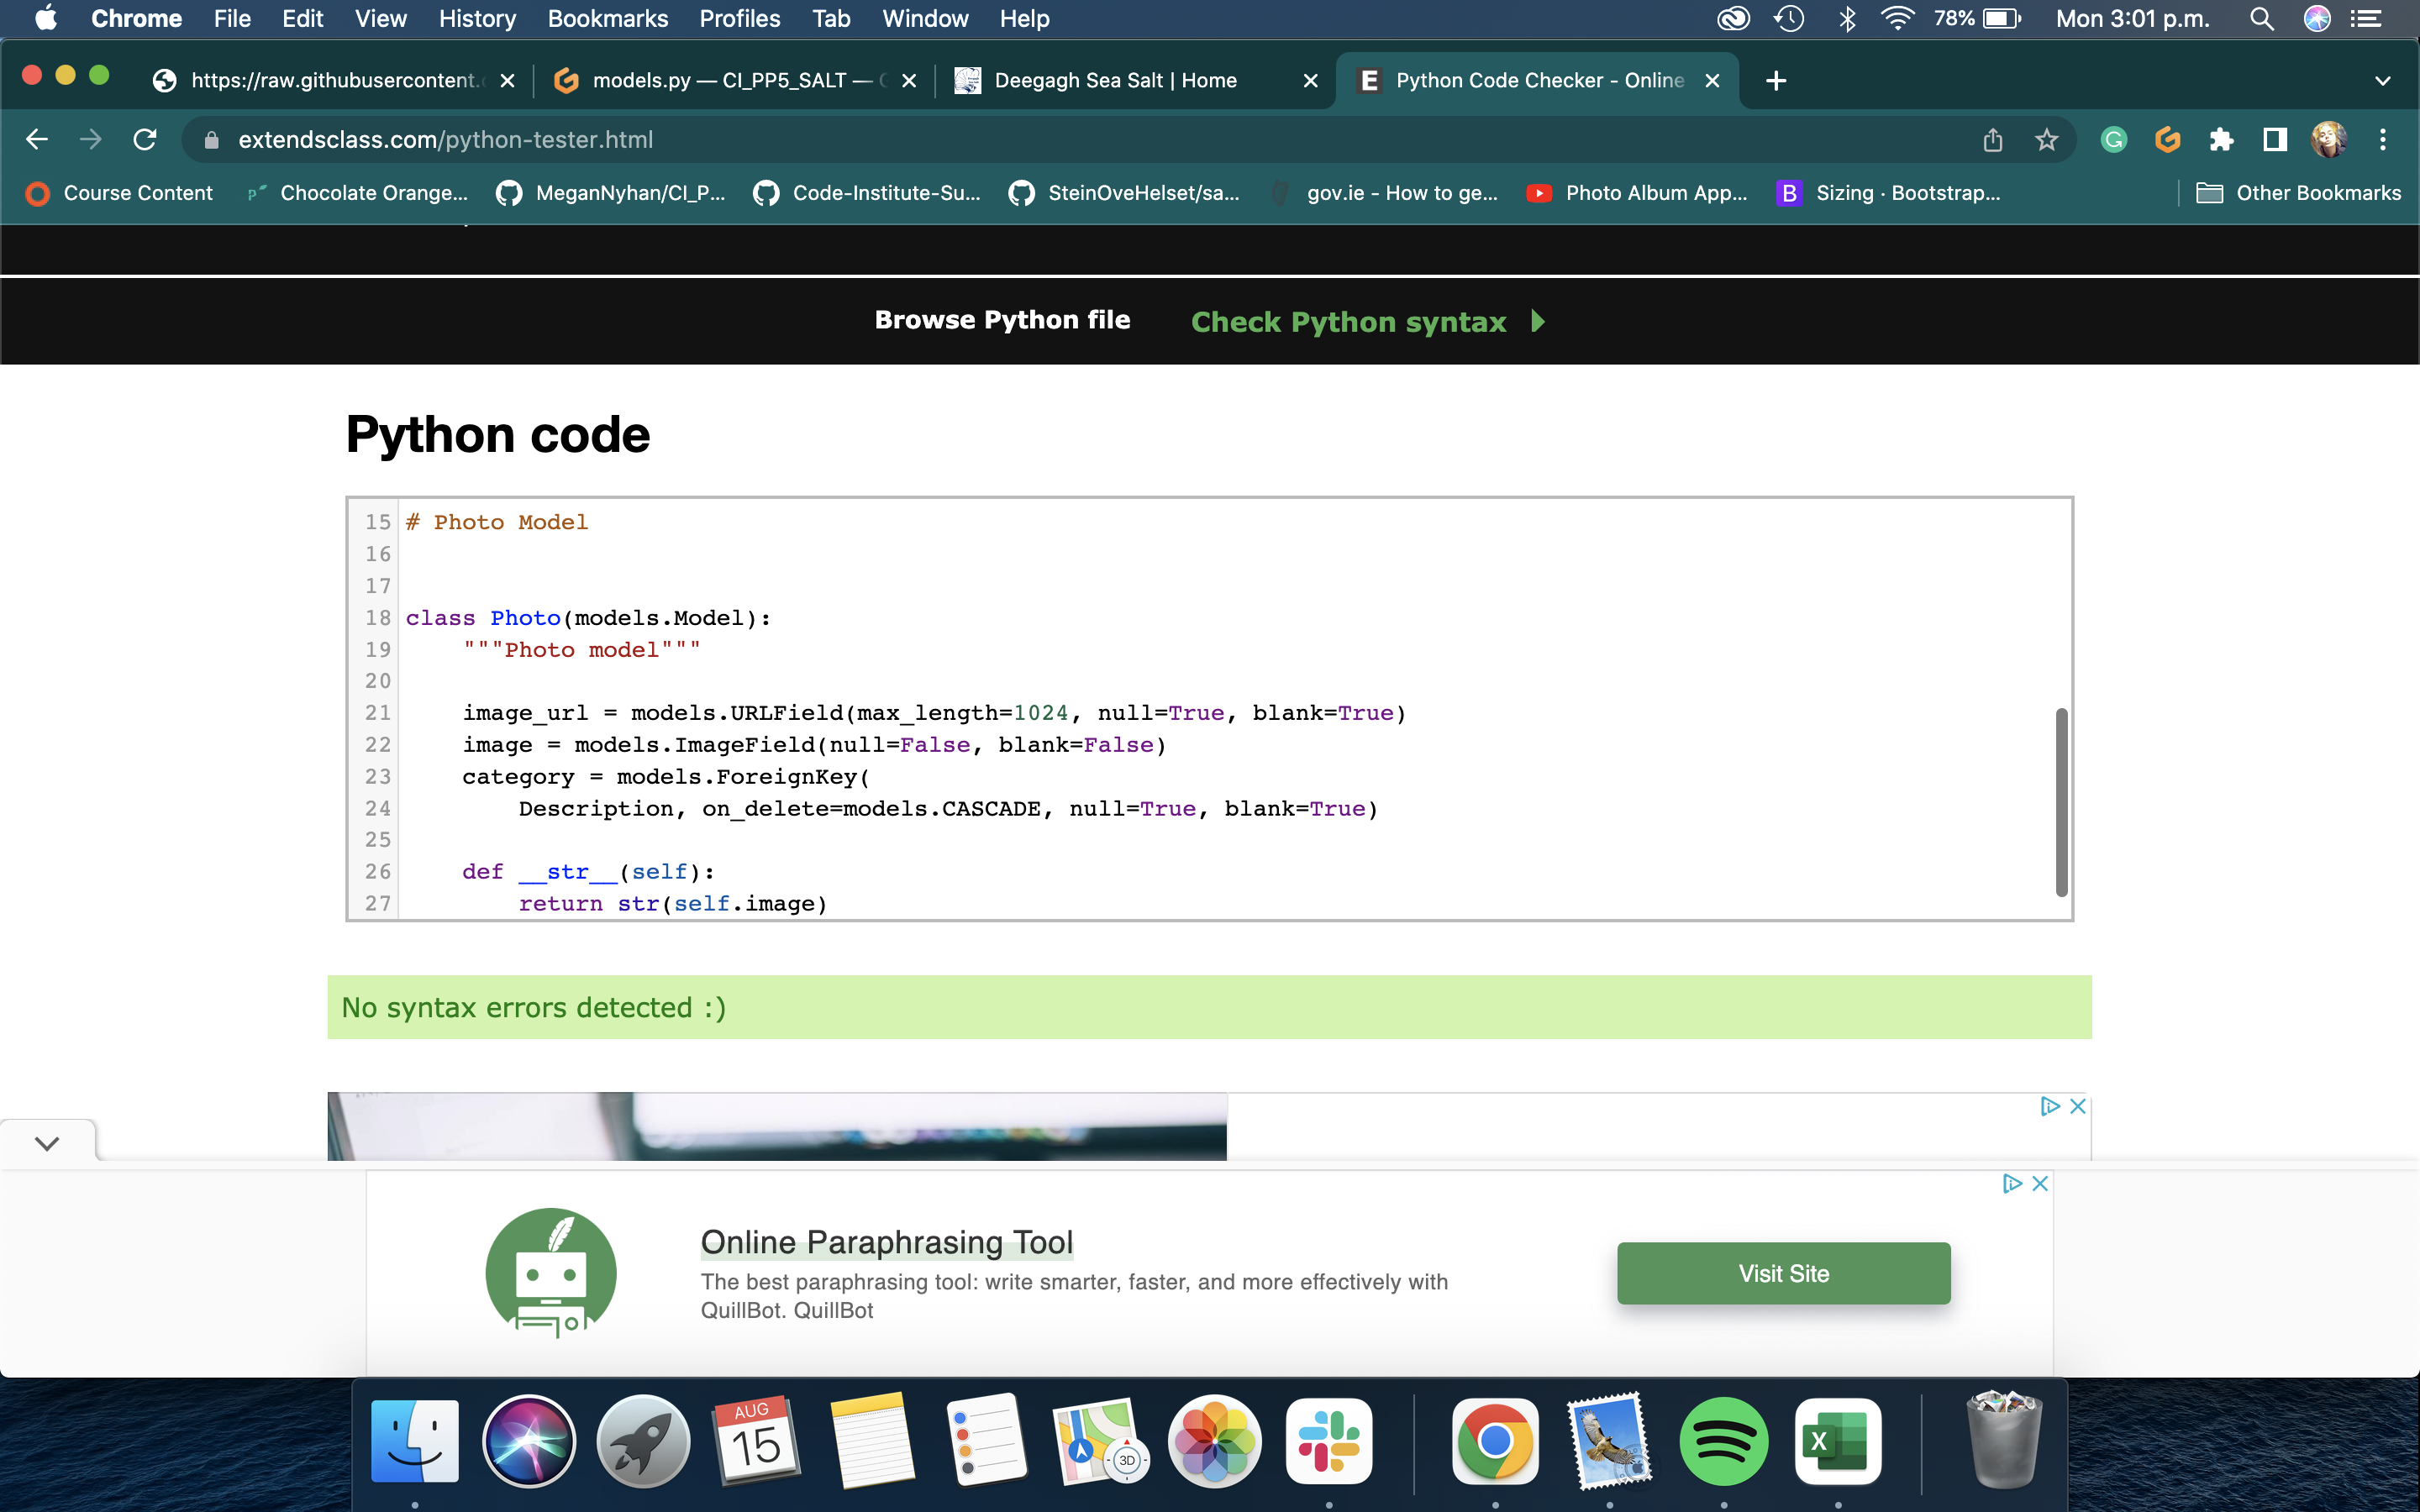 Chrome File Edit View History Bookmarks Profiles Tab Window Help 78% Mon 3:01 p.m.
https://raw.githubusercontent. models.py — CI_PP5_SALT — Deegagh Sea Salt | Home Python Code Checker - Online
extendsclass.com/python-tester.html
Course Content Chocolate Orange... MeganNyhan/CI_P... Code-Institute-Su... SteinOveHelset/sa... gov.ie - How to ge... Photo Album App... Sizing · Bootstrap... Other Bookmarks
Browse Python file Check Python syntax
Python code
15 # Photo Model
16
17
18 class Photo(models.Model):
19 """Photo model"""
20
21 image_url = models.URLField(max_length=1024, null=True, blank=True)
22 image = models.ImageField(null=False, blank=False)
23 category = models.ForeignKey(
24 Description, on_delete=models.CASCADE, null=True, blank=True)
25
26 def __str__(self):
27 return str(self.image)
No syntax errors detected :)
Online Paraphrasing Tool
The best paraphrasing tool: write smarter, faster, and more effectively with
QuillBot. QuillBot
Visit Site
AUG
15
3D
X